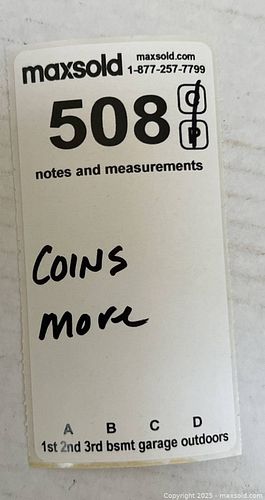 maxsold maxsold.com
1-877-257-7799
508 C
P
notes and measurements
COINS
more
A B C D
1st 2nd 3rd bsmt garage outdoors
Copyright 2025 - maxsold.com